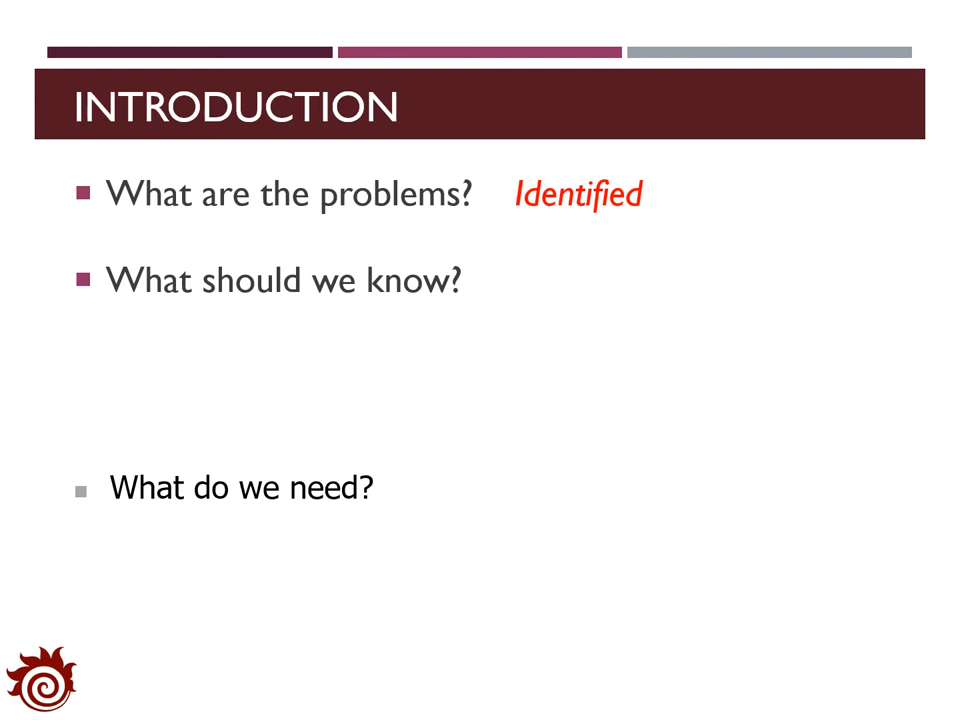 INTRODUCTION
What are the problems? Identified
What should we know?
What do we need?